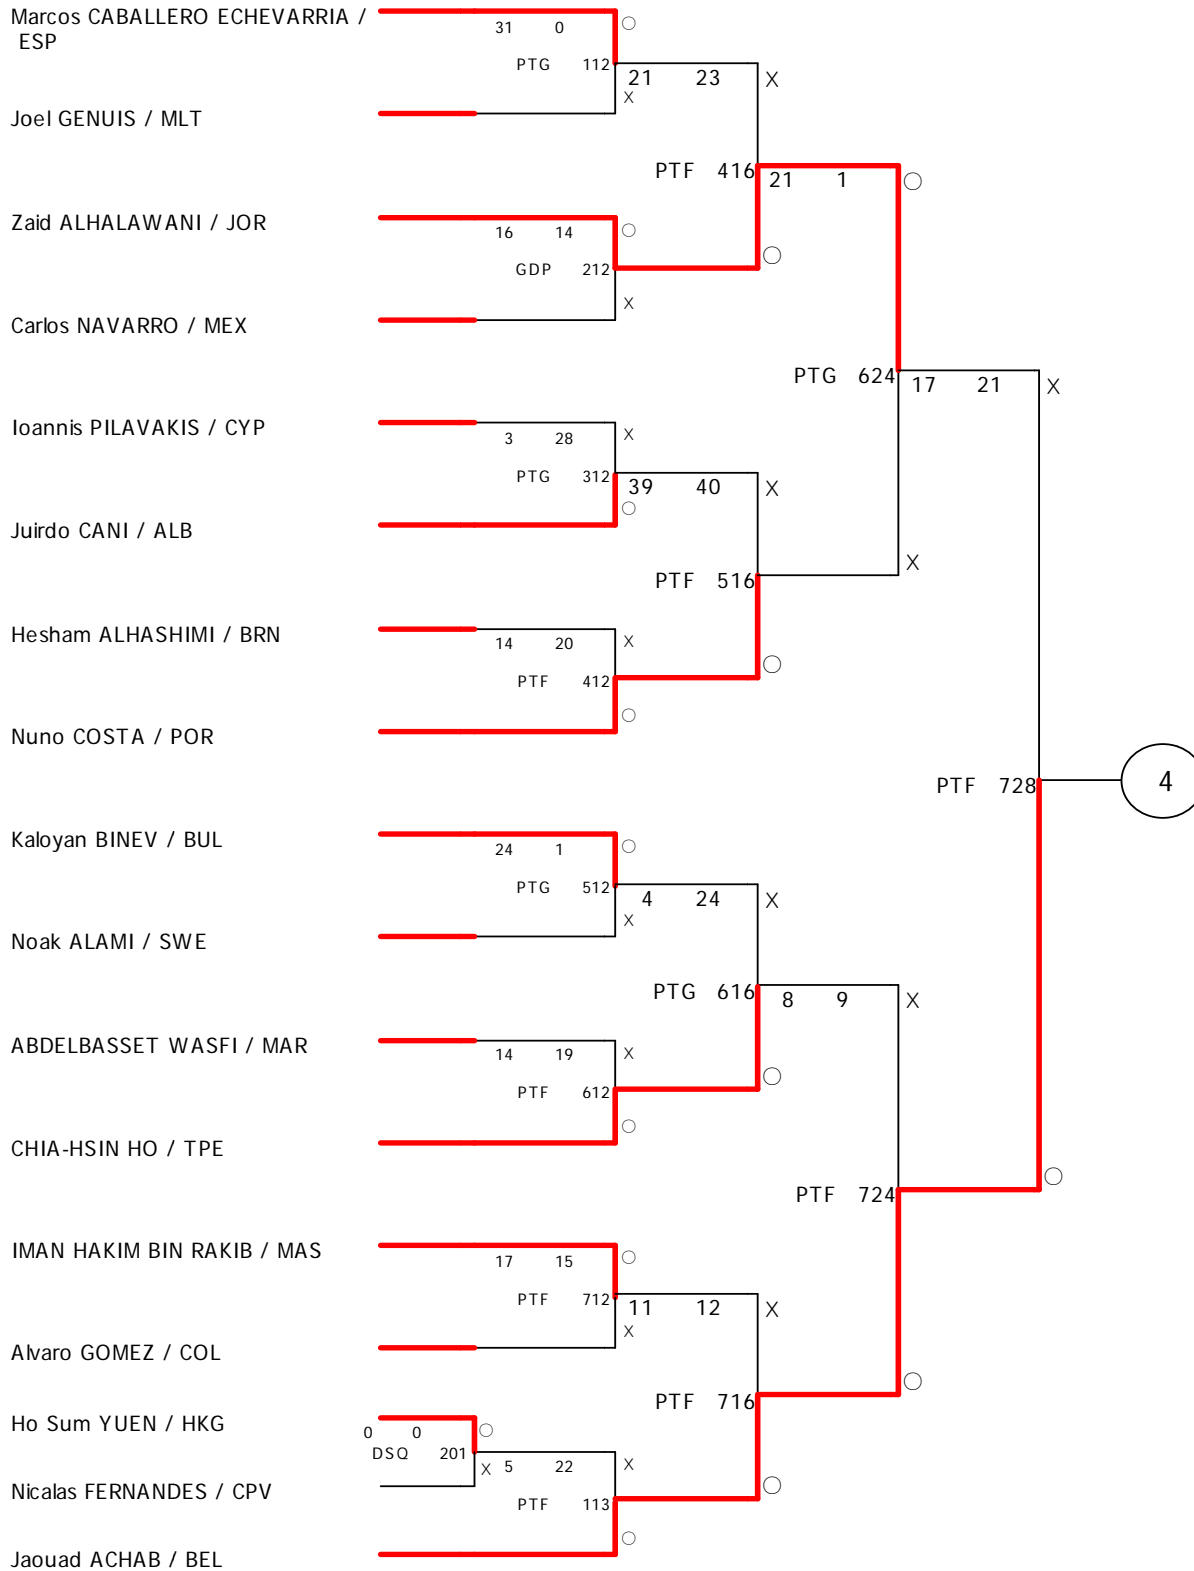 Marcos CABALLERO ECHEVARRIA /
ESP
31 0
PTG 112
Joel GENUIS / MLT
X
21 23
X
PTF 416
Zaid ALHALAWANI / JOR
16 14
GDP 212
Carlos NAVARRO / MEX
X
21 1
PTG 624
Ioannis PILAVAKIS / CYP
3 28
X
PTG 312
Juirdo CANI / ALB
39 40
X
PTF 516
X
Hesham ALHASHIMI / BRN
14 20
X
PTF 412
Nuno COSTA / POR
17 21
X
PTF 728
4
Kaloyan BINEV / BUL
24 1
PTG 512
Noak ALAMI / SWE
X
4 24
X
PTG 616
ABDELBASSET WASFI / MAR
14 19
X
PTF 612
CHIA-HSIN HO / TPE
8 9
X
PTF 724
IMAN HAKIM BIN RAKIB / MAS
17 15
PTF 712
Alvaro GOMEZ / COL
X
11 12
X
PTF 716
Ho Sum YUEN / HKG
0 0
DSQ 201
Nicalas FERNANDES / CPV
X
5 22
X
PTF 113
Jaouad ACHAB / BEL